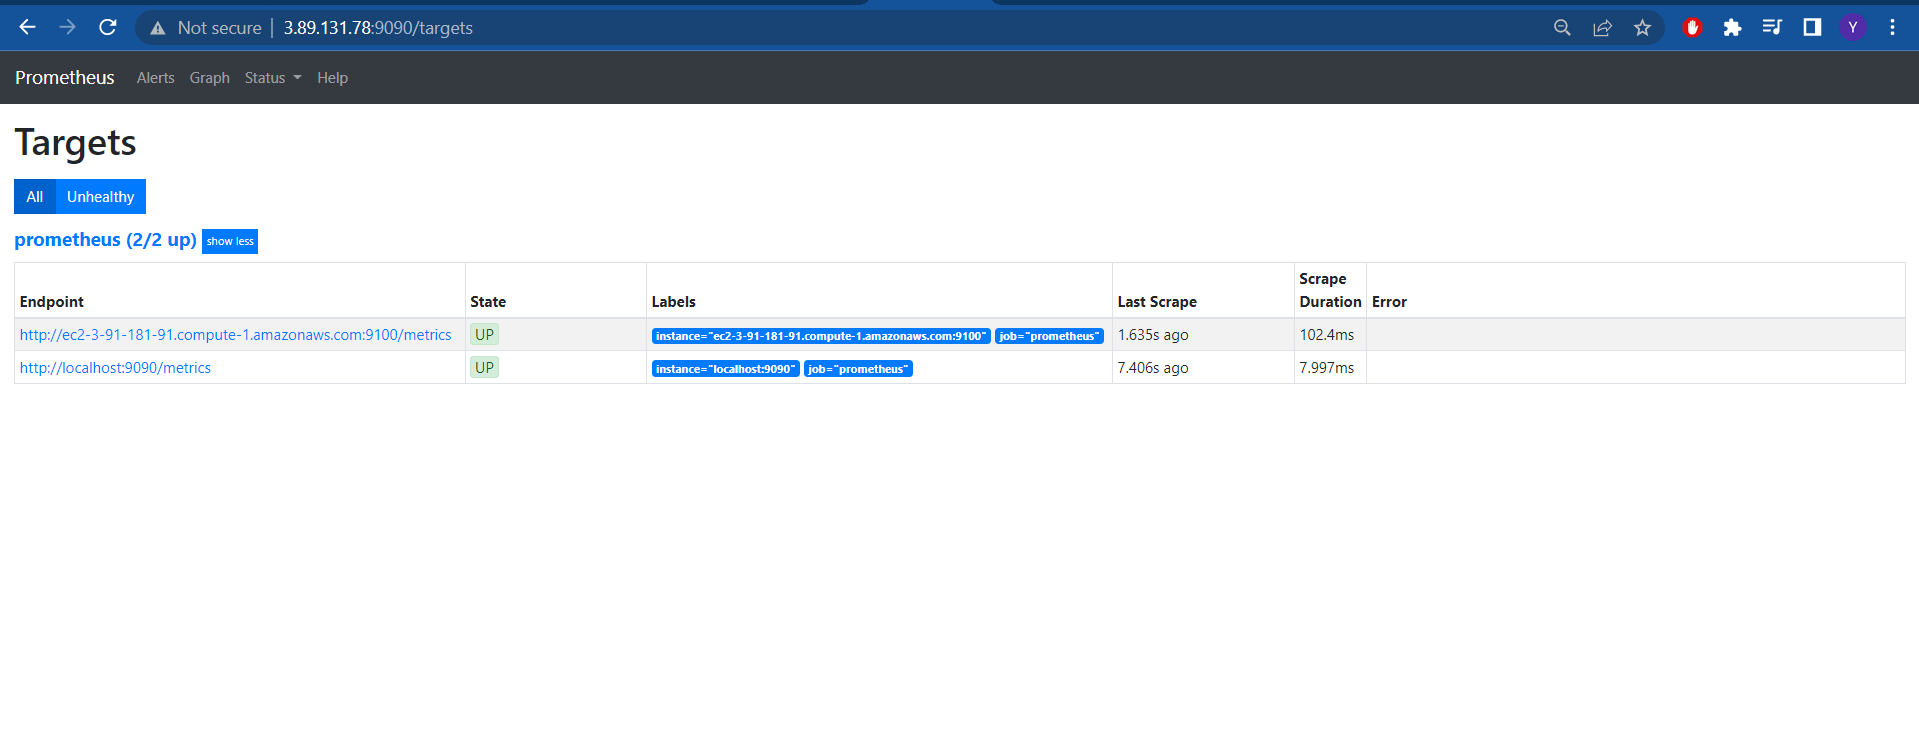 Not secure | 3.89.131.78:9090/targets
Y
Prometheus Alerts Graph Status Help
Targets
All Unhealthy
prometheus (2/2 up) show less
Endpoint State Labels Last Scrape Scrape Duration Error
http://ec2-3-91-181-91.compute-1.amazonaws.com:9100/metrics UP instance="ec2-3-91-181-91.compute-1.amazonaws.com:9100" job="prometheus" 1.635s ago 102.4ms
http://localhost:9090/metrics UP instance="localhost:9090" job="prometheus" 7.406s ago 7.997ms